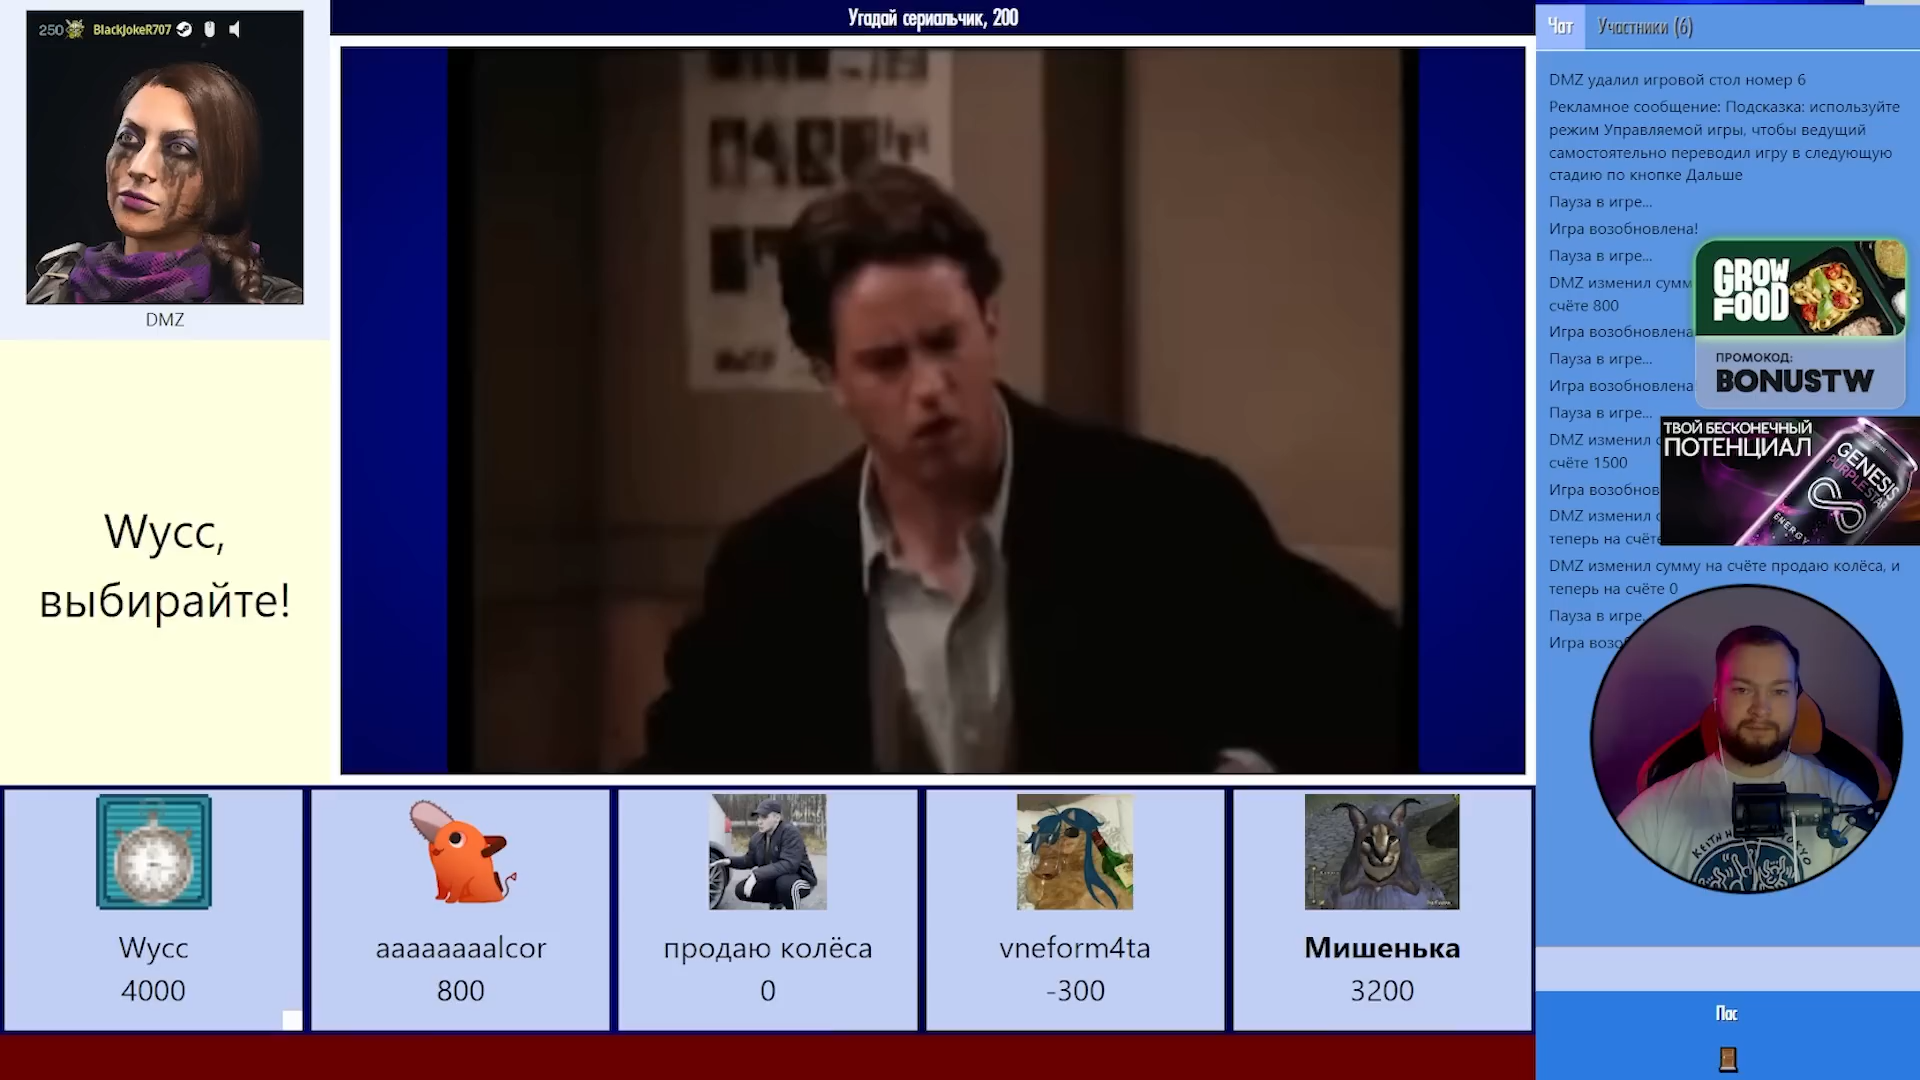 250 BlackJokeR707
DMZ
Wycc,
выбирайте!
Угадай сериальчик, 200
Wycc
4000
aaaaaaaalcor
800
продаю колёса
0
vneform4ta
-300
Мишенька
3200
Чат Участники (6)
DMZ удалил игровой стол номер 6
Рекламное сообщение: Подсказка: используйте
режим Управляемой игры, чтобы ведущий
самостоятельно переводил игру в следующую
стадию по кнопке Дальше
Пауза в игре...
Игра возобновлена!
Пауза в игре...
DMZ изменил сумм
счёте 800
Игра возобновлена
Пауза в игре...
Игра возобновлена
Пауза в игре...
DMZ изменил с
счёте 1500
Игра возобнов
DMZ изменил с
теперь на счёте
DMZ изменил сумму на счёте продаю колёса, и
теперь на счёте 0
Пауза в игре.
Игра возо
GROW
FOOD
ПРОМОКОД:
BONUSTW
ТВОЙ БЕСКОНЕЧНЫЙ
ПОТЕНЦИАЛ
GENESIS
PURPLE STAR
ENERGY
Пас